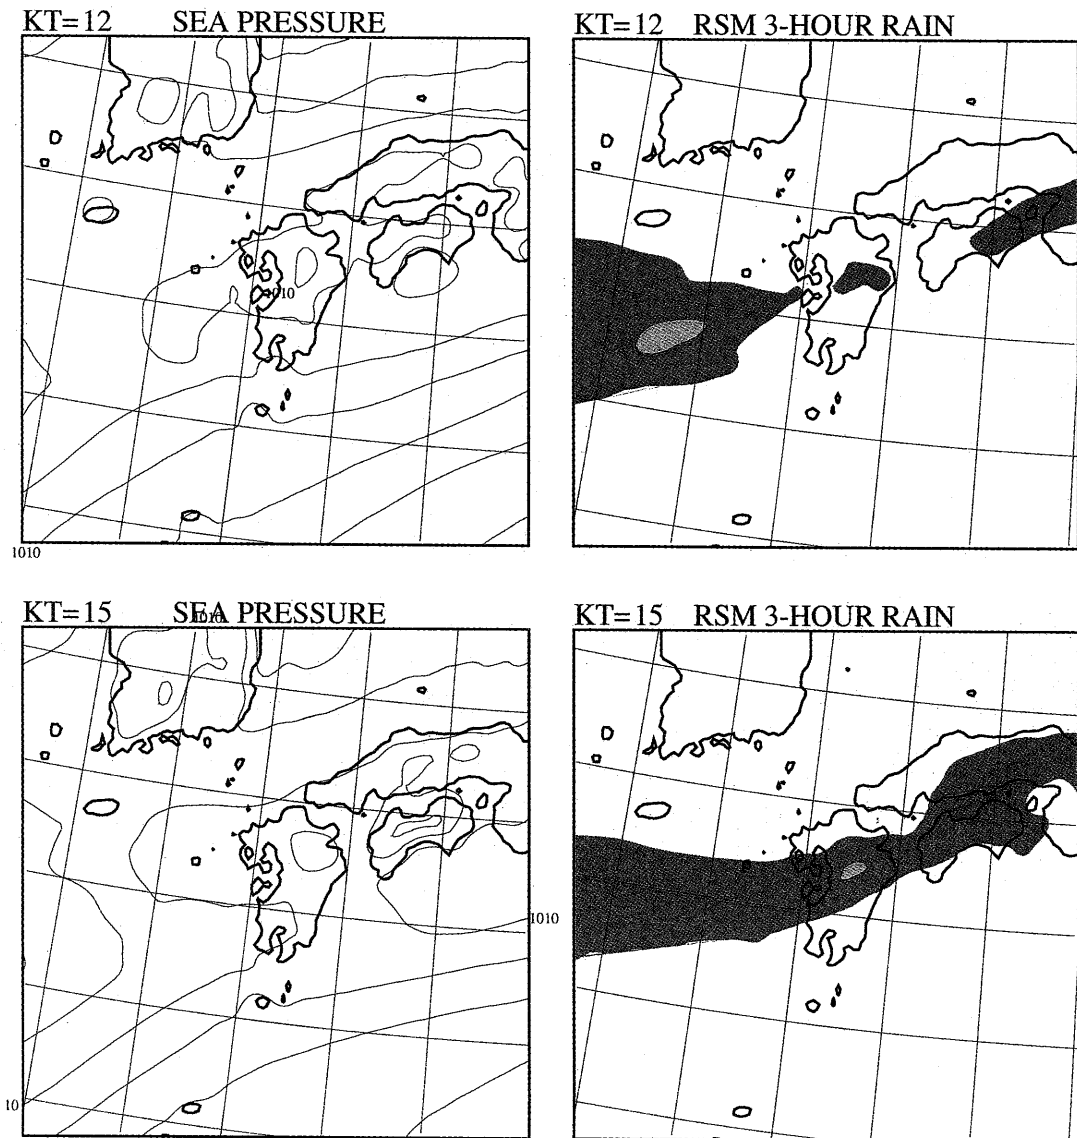 KT=12 SEA PRESSURE
KT=12 RSM 3-HOUR RAIN
1010
1010
KT=15 SEA PRESSURE
KT=15 RSM 3-HOUR RAIN
1010
1010
10